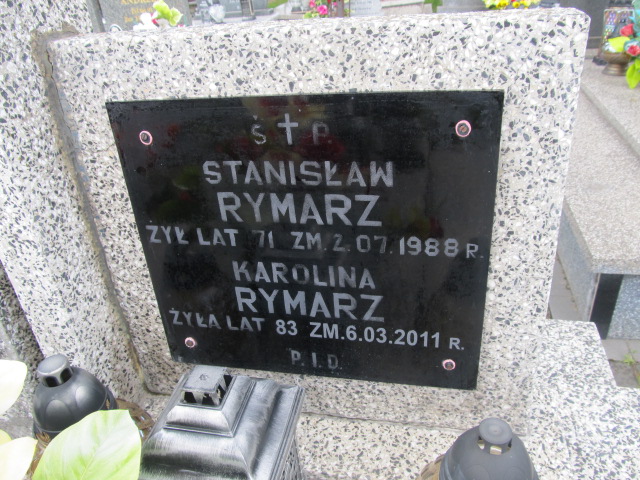 Ś † P
STANISŁAW
RYMARZ
ŻYŁ LAT 71 ZM. 2.07.1988 R.
KAROLINA
RYMARZ
ŻYŁA LAT 83 ZM.6.03.2011 R.
P.I.D.